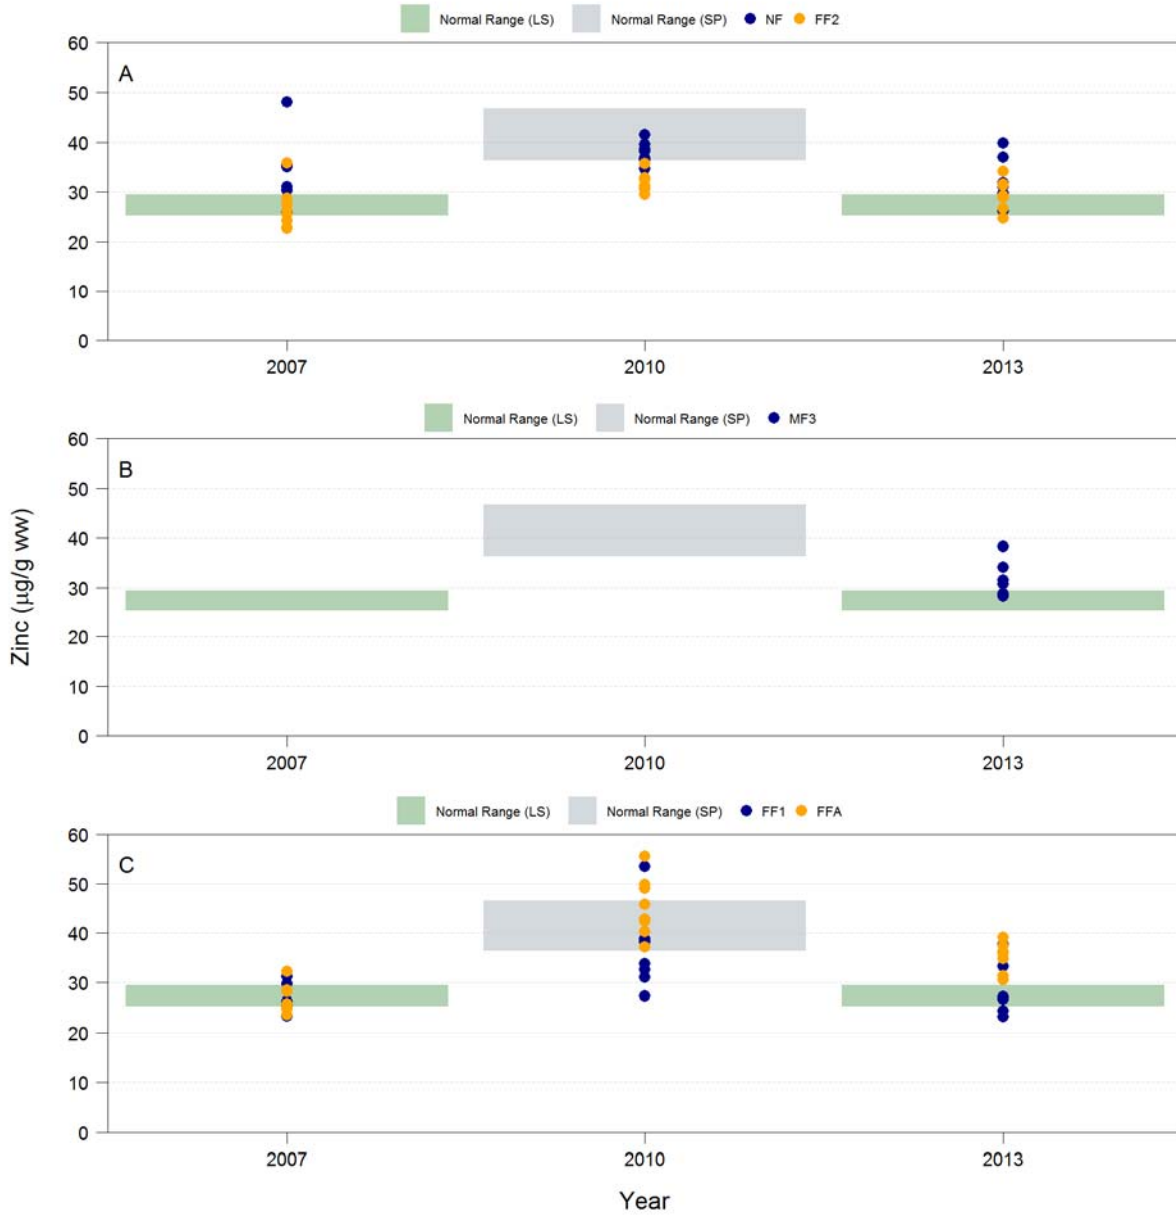 Normal Range (LS) Normal Range (SP) NF FF2
60
A
50
40
30
20
10
0
2007 2010 2013
Normal Range (LS) Normal Range (SP) MF3
60
B
50
40
30
20
10
0
2007 2010 2013
Zinc (µg/g ww)
Normal Range (LS) Normal Range (SP) FF1 FFA
60
C
50
40
30
20
10
0
2007 2010 2013
Year